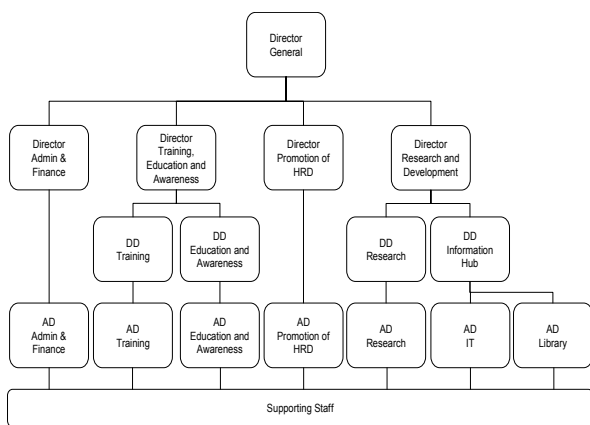 Director
General
Director
Admin &
Finance
Director
Training,
Education and
Awareness
Director
Promotion of
HRD
Director
Research and
Development
DD
Training
DD
Education and
Awareness
DD
Research
DD
Information
Hub
AD
Admin &
Finance
AD
Training
AD
Education and
Awareness
AD
Promotion of
HRD
AD
Research
AD
IT
AD
Library
Supporting Staff